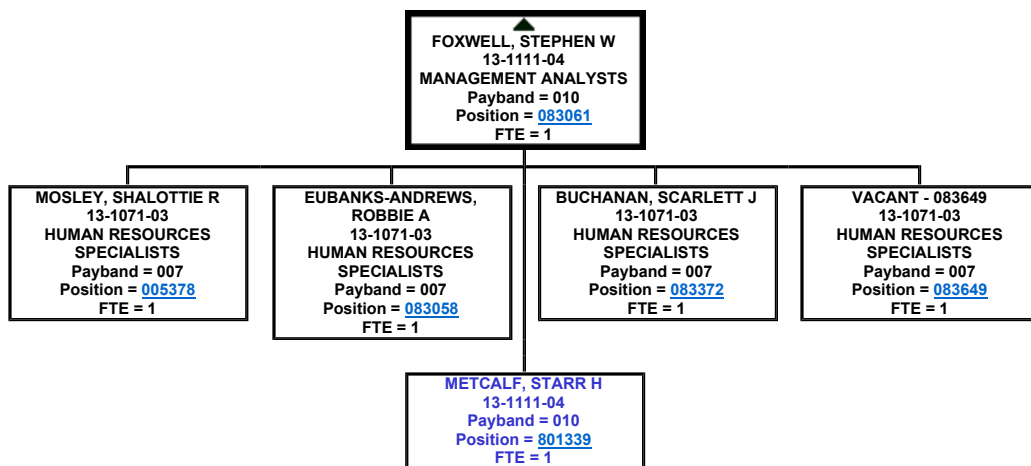 FOXWELL, STEPHEN W
13-1111-04
MANAGEMENT ANALYSTS
Payband = 010
Position = 083061
FTE = 1
MOSLEY, SHALOTTIE R
13-1071-03
HUMAN RESOURCES
SPECIALISTS
Payband = 007
Position = 005378
FTE = 1
EUBANKS-ANDREWS,
ROBBIE A
13-1071-03
HUMAN RESOURCES
SPECIALISTS
Payband = 007
Position = 083058
FTE = 1
BUCHANAN, SCARLETT J
13-1071-03
HUMAN RESOURCES
SPECIALISTS
Payband = 007
Position = 083372
FTE = 1
VACANT - 083649
13-1071-03
HUMAN RESOURCES
SPECIALISTS
Payband = 007
Position = 083649
FTE = 1
METCALF, STARR H
13-1111-04
Payband = 010
Position = 801339
FTE = 1